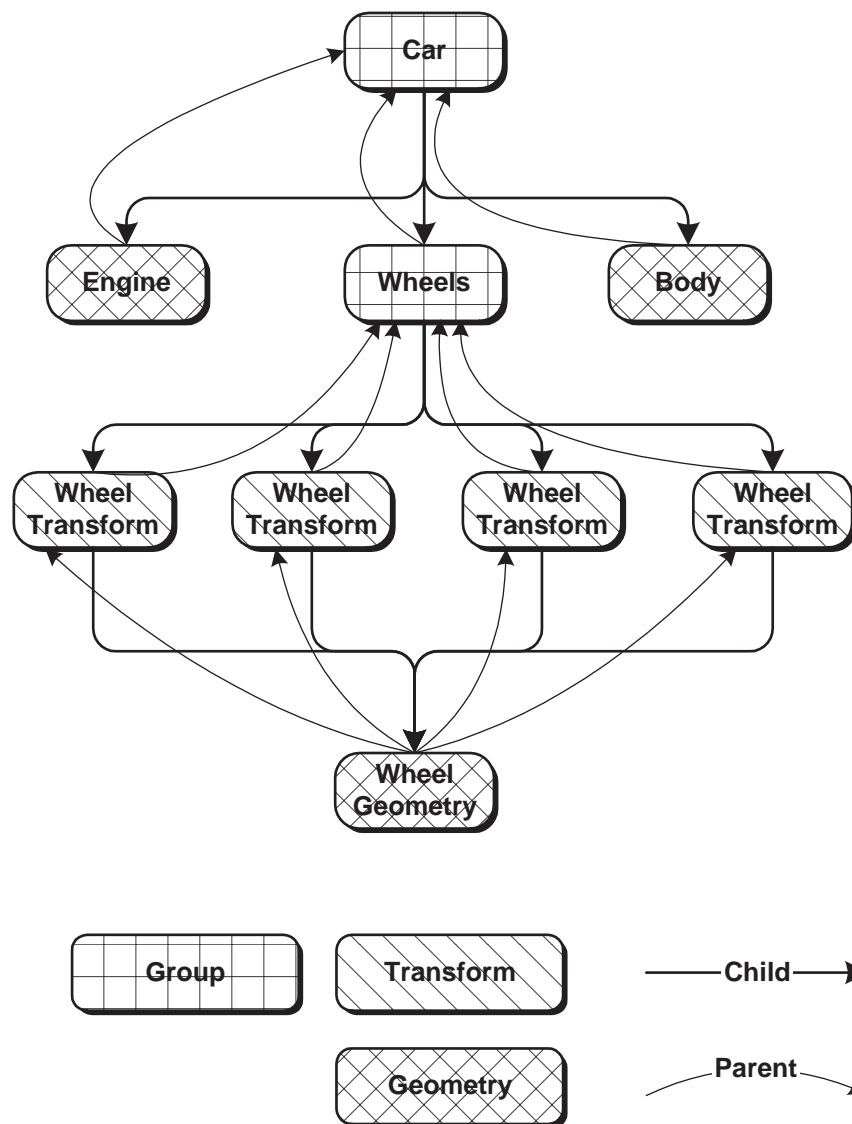 Car
Engine
Wheels
Body
Wheel
Transform
Wheel
Transform
Wheel
Transform
Wheel
Transform
Wheel
Geometry
Group
Transform
Child
Geometry
Parent